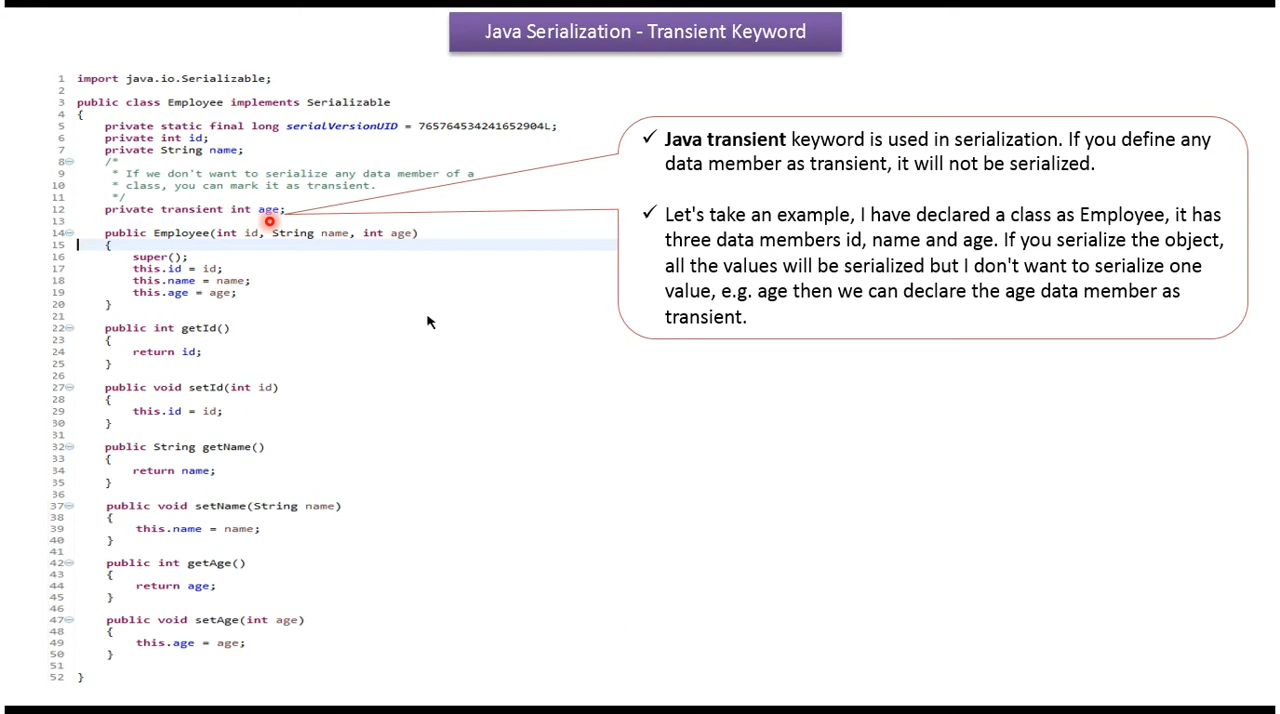 Java Serialization - Transient Keyword
1 import java.io.Serializable;
2
3 public class Employee implements Serializable
4 {
5 private static final long serialVersionUID = 765764534241652904L;
6 private int id;
7 private String name;
8 /*
9 * If we don't want to serialize any data member of a
10 * class, you can mark it as transient.
11 */
12 private transient int age;
13
14 public Employee(int id, String name, int age)
15 {
16 super();
17 this.id = id;
18 this.name = name;
19 this.age = age;
20 }
21
22 public int getId()
23 {
24 return id;
25 }
26
27 public void setId(int id)
28 {
29 this.id = id;
30 }
31
32 public String getName()
33 {
34 return name;
35 }
36
37 public void setName(String name)
38 {
39 this.name = name;
40 }
41
42 public int getAge()
43 {
44 return age;
45 }
46
47 public void setAge(int age)
48 {
49 this.age = age;
50 }
51
52 }
✓ Java transient keyword is used in serialization. If you define any
data member as transient, it will not be serialized.
✓ Let's take an example, I have declared a class as Employee, it has
three data members id, name and age. If you serialize the object,
all the values will be serialized but I don't want to serialize one
value, e.g. age then we can declare the age data member as
transient.